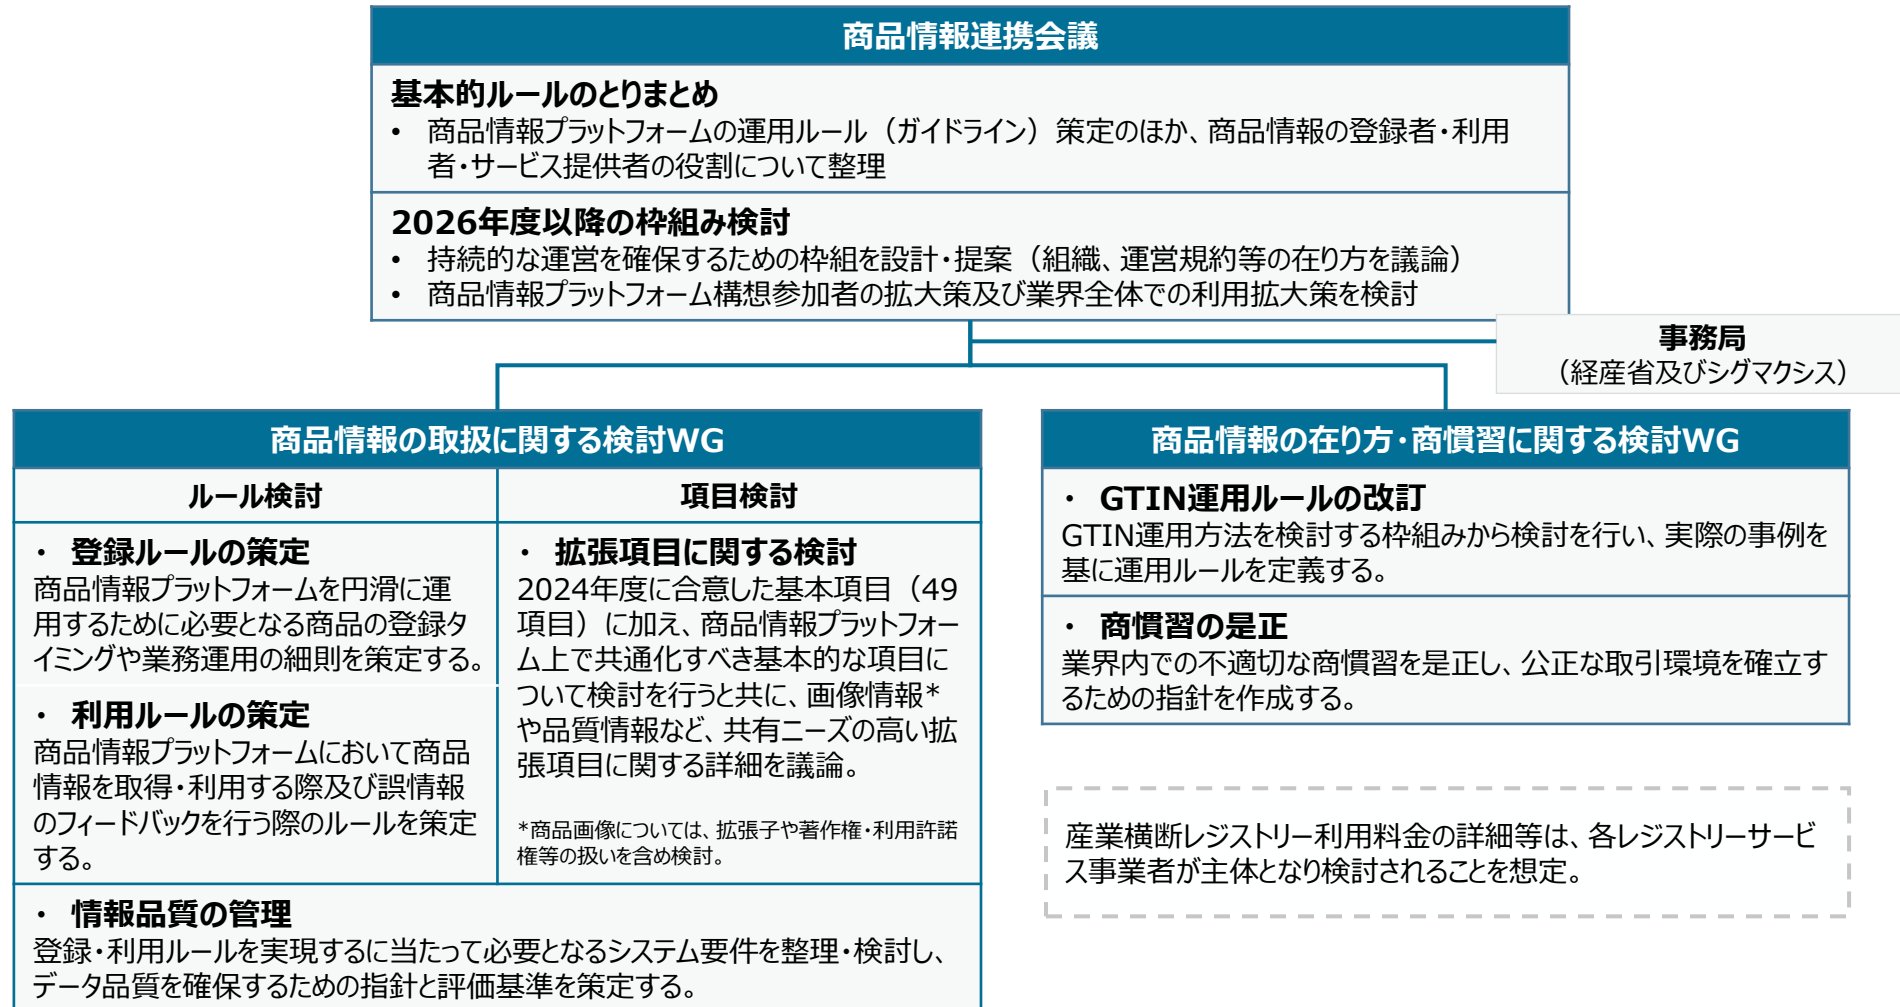 商品情報連携会議
基本的ルールのとりまとめ
• 商品情報プラットフォームの運用ルール（ガイドライン）策定のほか、商品情報の登録者・利用
者・サービス提供者の役割について整理
2026年度以降の枠組み検討
• 持続的な運営を確保するための枠組を設計・提案（組織、運営規約等の在り方を議論）
• 商品情報プラットフォーム構想参加者の拡大策及び業界全体での利用拡大策を検討
事務局
（経産省及びシグマクシス）
商品情報の取扱に関する検討WG
ルール検討
・ 登録ルールの策定
商品情報プラットフォームを円滑に運
用するために必要となる商品の登録タ
イミングや業務運用の細則を策定する。
・ 利用ルールの策定
商品情報プラットフォームにおいて商品
情報を取得・利用する際及び誤情報
のフィードバックを行う際のルールを策定
する。
項目検討
・ 拡張項目に関する検討
2024年度に合意した基本項目（49
項目）に加え、商品情報プラットフォー
ム上で共通化すべき基本的な項目に
ついて検討を行うと共に、画像情報*
や品質情報など、共有ニーズの高い拡
張項目に関する詳細を議論。
*商品画像については、拡張子や著作権・利用許諾
権等の扱いを含め検討。
・ 情報品質の管理
登録・利用ルールを実現するに当たって必要となるシステム要件を整理・検討し、
データ品質を確保するための指針と評価基準を策定する。
商品情報の在り方・商慣習に関する検討WG
・ GTIN運用ルールの改訂
GTIN運用方法を検討する枠組みから検討を行い、実際の事例を
基に運用ルールを定義する。
・ 商慣習の是正
業界内での不適切な商慣習を是正し、公正な取引環境を確立す
るための指針を作成する。
産業横断レジストリー利用料金の詳細等は、各レジストリーサービ
ス事業者が主体となり検討されることを想定。